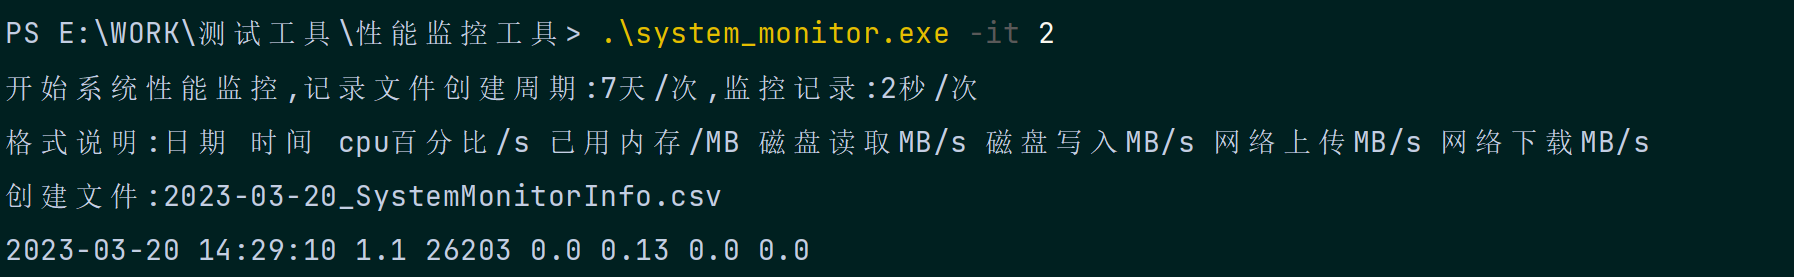 PS E:\WORK\测试工具\性能监控工具> .\system_monitor.exe -it 2
开始系统性能监控,记录文件创建周期:7天/次,监控记录:2秒/次
格式说明:日期 时间 cpu百分比/s 已用内存/MB 磁盘读取MB/s 磁盘写入MB/s 网络上传MB/s 网络下载MB/s
创建文件:2023-03-20_SystemMonitorInfo.csv
2023-03-20 14:29:10 1.1 26203 0.0 0.13 0.0 0.0